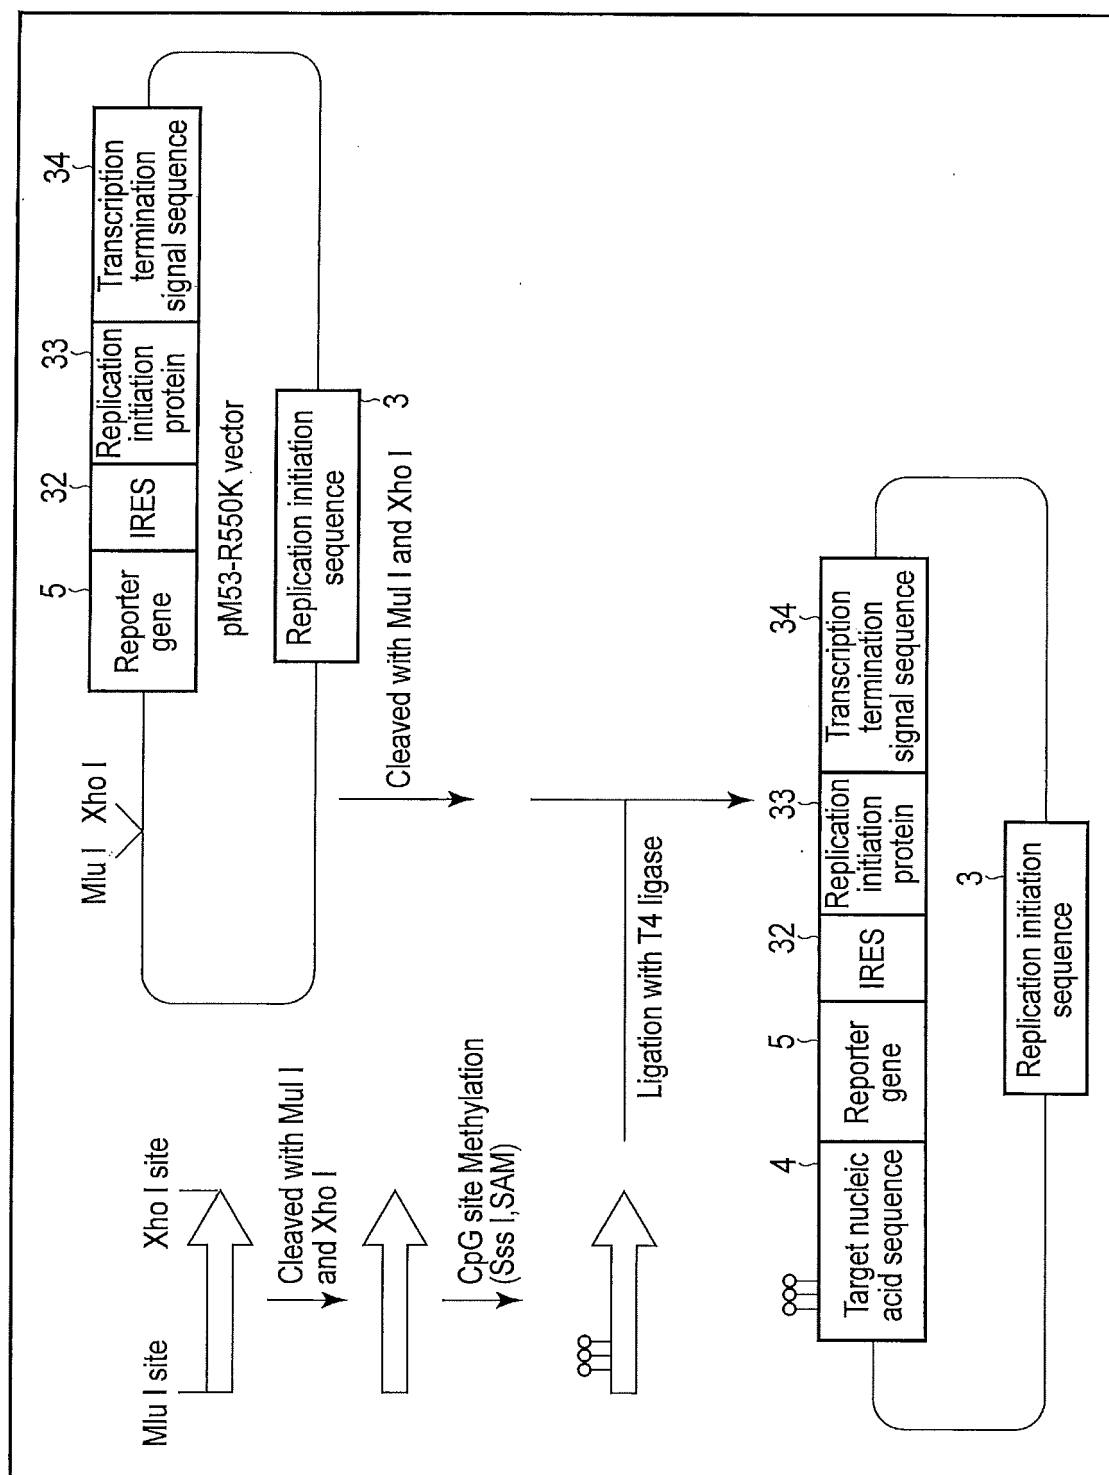 Mlu I site
Xho I site
Cleaved with Mul I
and Xho I
CpG site Methylation
(Sss I,SAM)
Mlu I
Xho I
5
32
33
34
Reporter
gene
IRES
Replication
initiation
protein
Transcription
termination
signal sequence
pM53-R550K vector
3
Replication initiation
sequence
Cleaved with Mul I and Xho I
Ligation with T4 ligase
4
5
32
33
34
Target nucleic
acid sequence
Reporter
gene
IRES
Replication
initiation
protein
Transcription
termination
signal sequence
3
Replication initiation
sequence